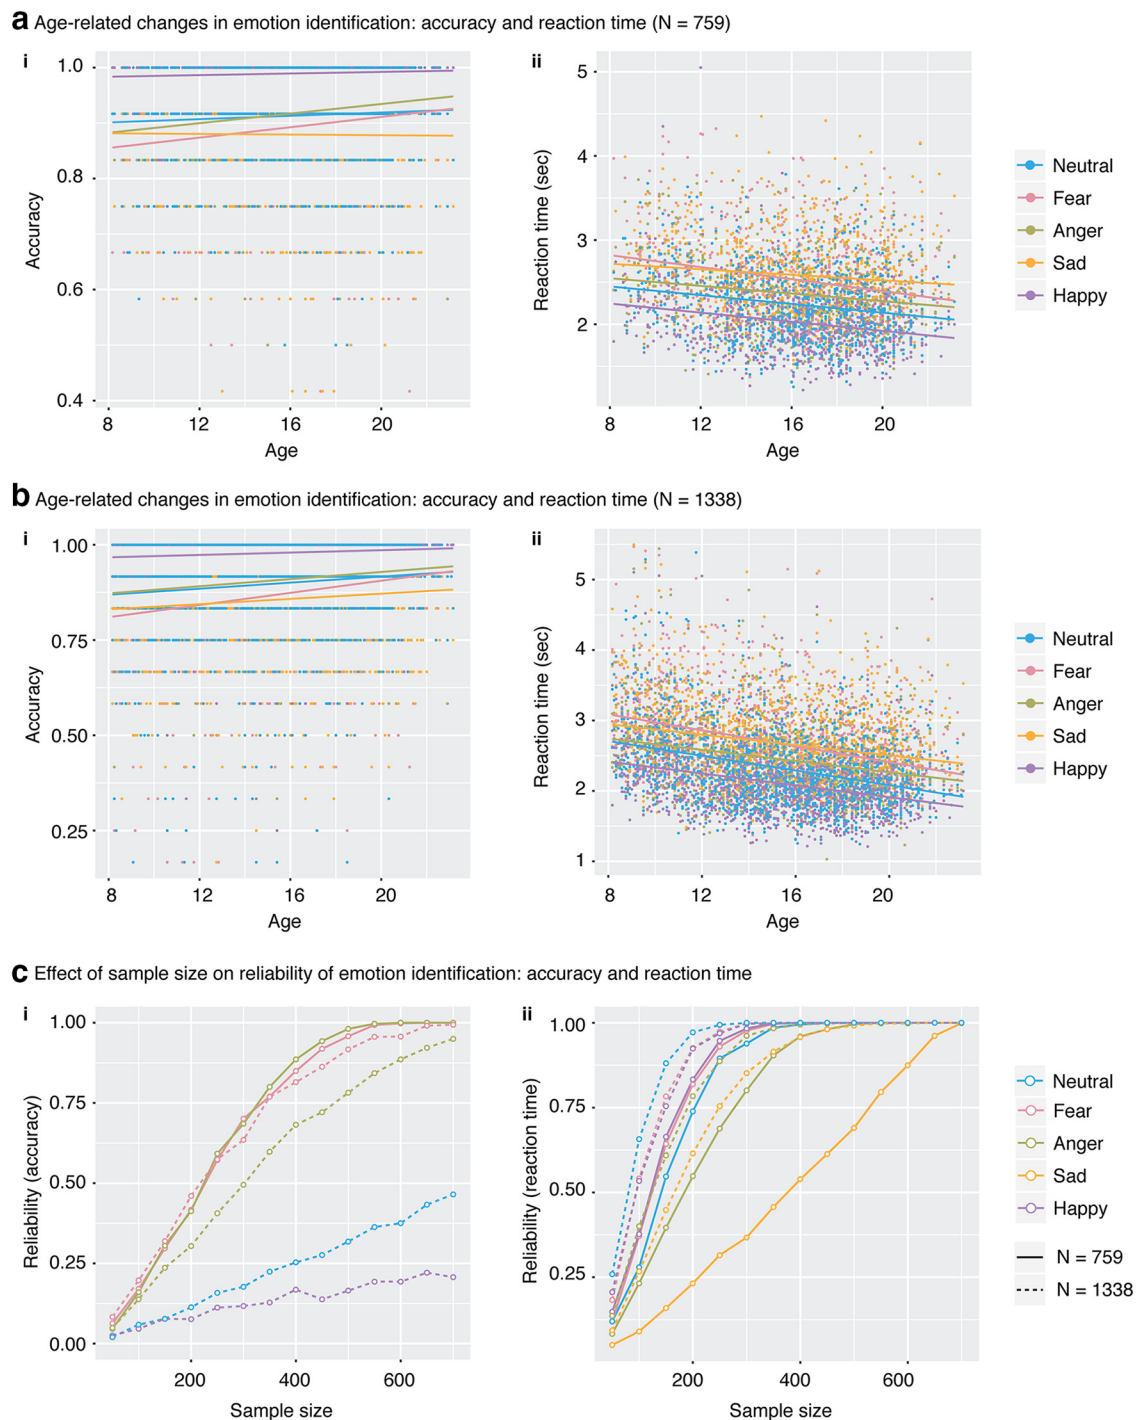 a Age-related changes in emotion identification: accuracy and reaction time (N = 759)
i
1.0
0.8
0.6
0.4
Accuracy
8 12 16 20
Age
ii
5
4
3
2
Reaction time (sec)
8 12 16 20
Age
Neutral
Fear
Anger
Sad
Happy
b Age-related changes in emotion identification: accuracy and reaction time (N = 1338)
i
1.00
0.75
0.50
0.25
Accuracy
8 12 16 20
Age
ii
5
4
3
2
1
Reaction time (sec)
8 12 16 20
Age
Neutral
Fear
Anger
Sad
Happy
c Effect of sample size on reliability of emotion identification: accuracy and reaction time
i
1.00
0.75
0.50
0.25
0.00
Reliability (accuracy)
200 400 600
Sample size
ii
1.00
0.75
0.50
0.25
Reliability (reaction time)
200 400 600
Sample size
Neutral
Fear
Anger
Sad
Happy
N = 759
N = 1338